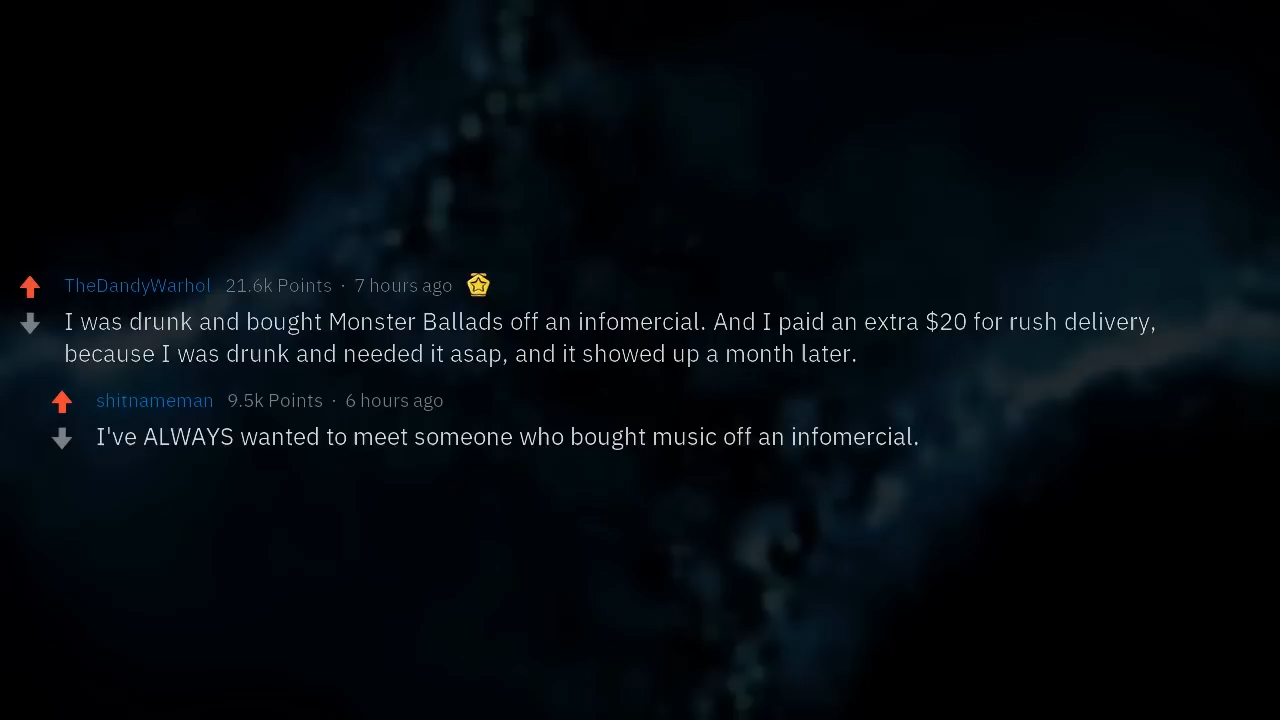 TheDandyWarhol 21.6k Points · 7 hours ago
I was drunk and bought Monster Ballads off an infomercial. And I paid an extra $20 for rush delivery,
because I was drunk and needed it asap, and it showed up a month later.
shitnameman 9.5k Points · 6 hours ago
I've ALWAYS wanted to meet someone who bought music off an infomercial.